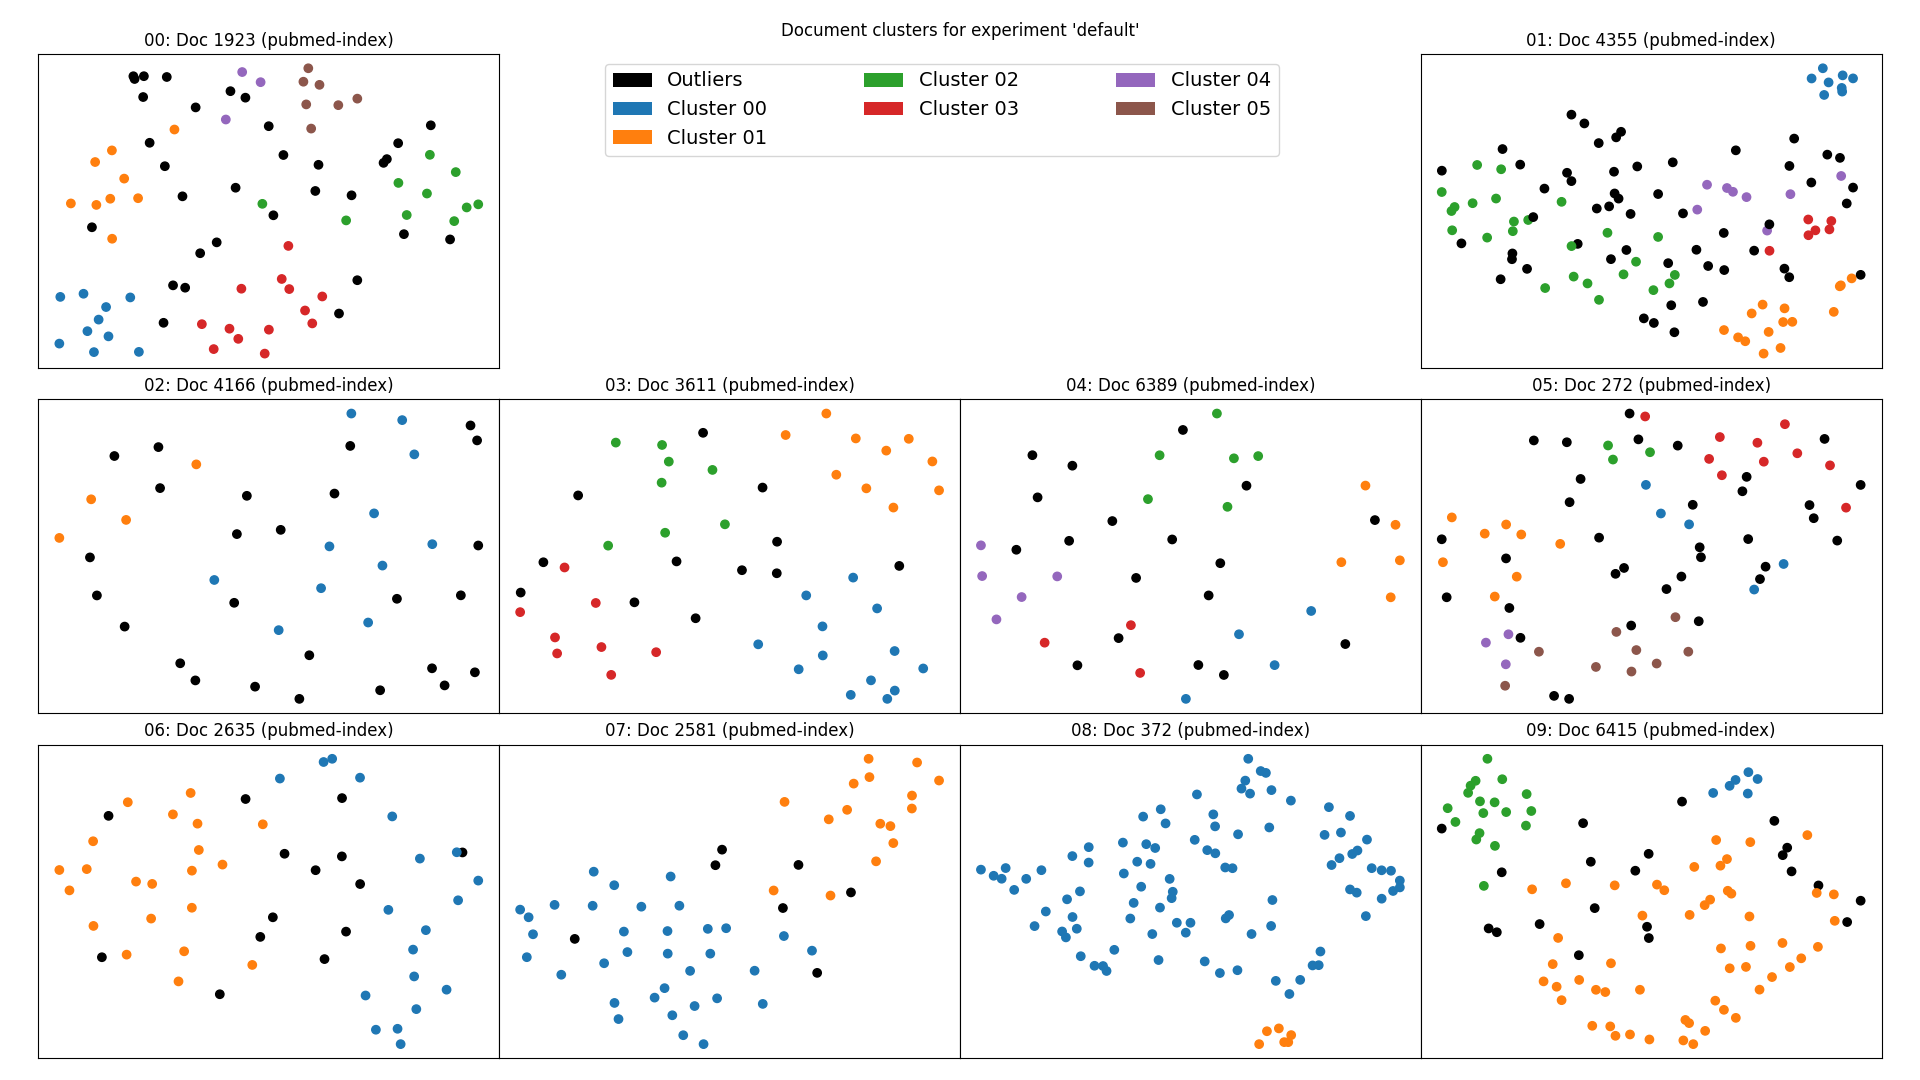 Document clusters for experiment 'default'
00: Doc 1923 (pubmed-index)
01: Doc 4355 (pubmed-index)
Outliers
Cluster 00
Cluster 01
Cluster 02
Cluster 03
Cluster 04
Cluster 05
02: Doc 4166 (pubmed-index)
03: Doc 3611 (pubmed-index)
04: Doc 6389 (pubmed-index)
05: Doc 272 (pubmed-index)
06: Doc 2635 (pubmed-index)
07: Doc 2581 (pubmed-index)
08: Doc 372 (pubmed-index)
09: Doc 6415 (pubmed-index)